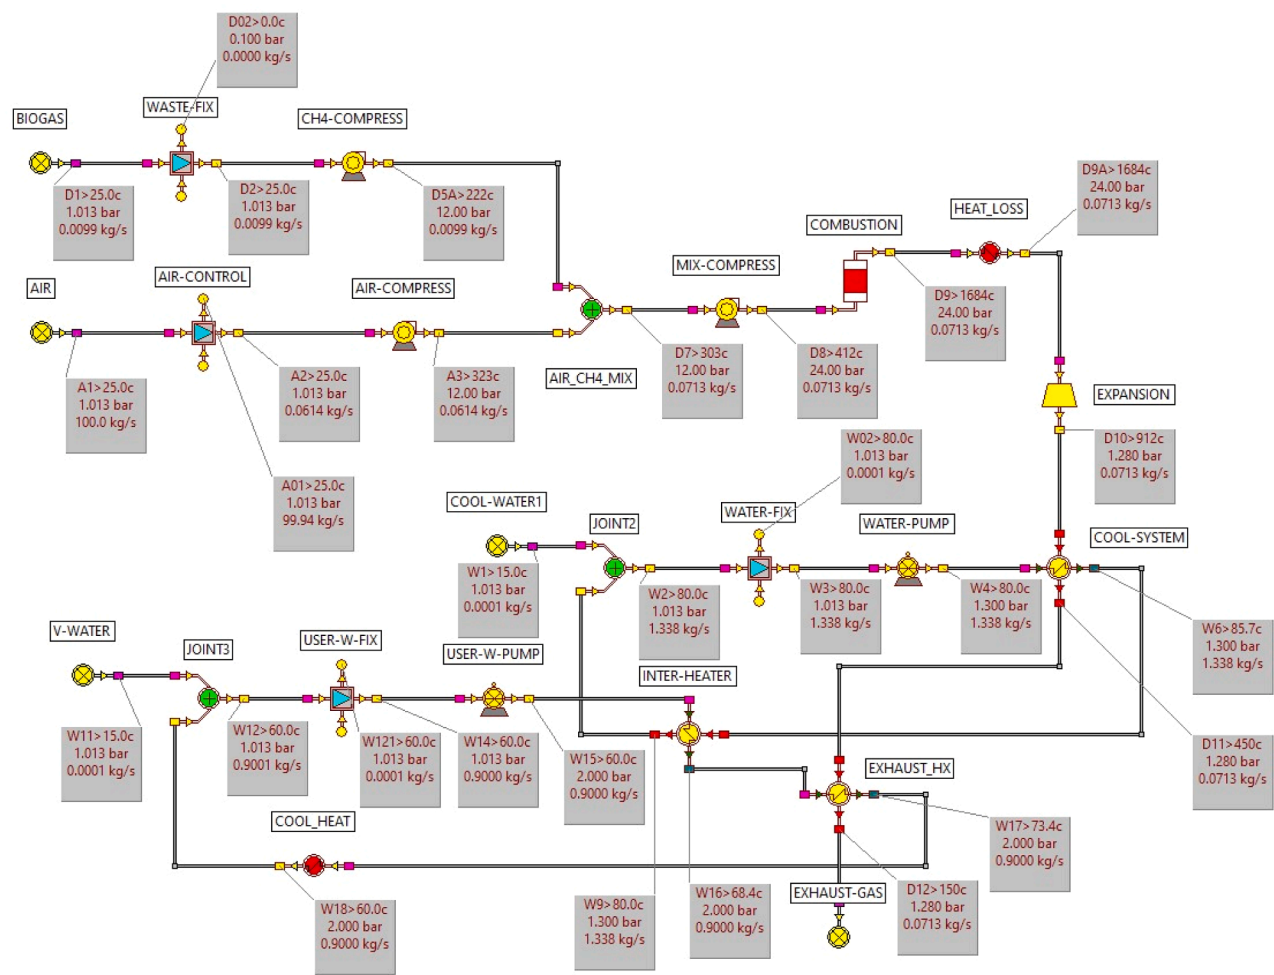 D02>0.0c
0.100 bar
0.0000 kg/s
WASTE-FIX
BIOGAS
CH4-COMPRESS
D1>25.0c
1.013 bar
0.0099 kg/s
D2>25.0c
1.013 bar
0.0099 kg/s
D5A>222c
12.00 bar
0.0099 kg/s
D9A>1684c
24.00 bar
0.0713 kg/s
HEAT_LOSS
COMBUSTION
AIR
AIR-CONTROL
AIR-COMPRESS
MIX-COMPRESS
D9>1684c
24.00 bar
0.0713 kg/s
A1>25.0c
1.013 bar
100.0 kg/s
A2>25.0c
1.013 bar
0.0614 kg/s
A3>323c
12.00 bar
0.0614 kg/s
AIR_CH4_MIX
D7>303c
12.00 bar
0.0713 kg/s
D8>412c
24.00 bar
0.0713 kg/s
EXPANSION
D10>912c
1.280 bar
0.0713 kg/s
A01>25.0c
1.013 bar
99.94 kg/s
W02>80.0c
1.013 bar
0.0001 kg/s
COOL-WATER1
JOINT2
WATER-FIX
WATER-PUMP
COOL-SYSTEM
W1>15.0c
1.013 bar
0.0001 kg/s
W2>80.0c
1.013 bar
1.338 kg/s
W3>80.0c
1.013 bar
1.338 kg/s
W4>80.0c
1.300 bar
1.338 kg/s
W6>85.7c
1.300 bar
1.338 kg/s
V-WATER
JOINT3
USER-W-FIX
USER-W-PUMP
INTER-HEATER
W11>15.0c
1.013 bar
0.0001 kg/s
W12>60.0c
1.013 bar
0.9001 kg/s
W121>60.0c
1.013 bar
0.0001 kg/s
W14>60.0c
1.013 bar
0.9000 kg/s
W15>60.0c
2.000 bar
0.9000 kg/s
D11>450c
1.280 bar
0.0713 kg/s
EXHAUST_HX
COOL_HEAT
W17>73.4c
2.000 bar
0.9000 kg/s
W18>60.0c
2.000 bar
0.9000 kg/s
W9>80.0c
1.300 bar
1.338 kg/s
W16>68.4c
2.000 bar
0.9000 kg/s
EXHAUST-GAS
D12>150c
1.280 bar
0.0713 kg/s